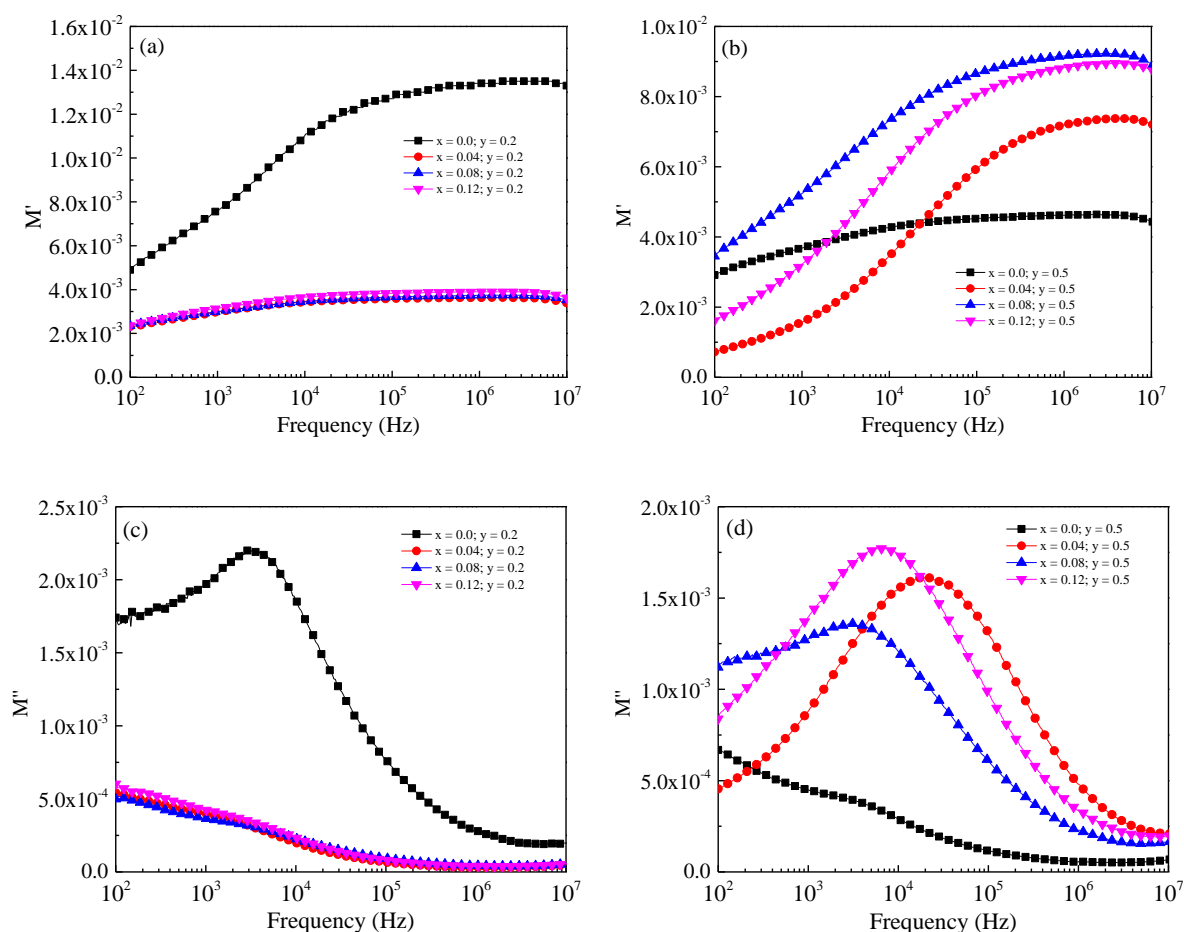 (a)
1.6x10⁻²
1.4x10⁻²
1.2x10⁻²
1.0x10⁻²
8.0x10⁻³
6.0x10⁻³
4.0x10⁻³
2.0x10⁻³
0.0
M'
x = 0.0; y = 0.2
x = 0.04; y = 0.2
x = 0.08; y = 0.2
x = 0.12; y = 0.2
10² 10³ 10⁴ 10⁵ 10⁶ 10⁷
Frequency (Hz)
(b)
1.0x10⁻²
8.0x10⁻³
6.0x10⁻³
4.0x10⁻³
2.0x10⁻³
0.0
M'
x = 0.0; y = 0.5
x = 0.04; y = 0.5
x = 0.08; y = 0.5
x = 0.12; y = 0.5
10² 10³ 10⁴ 10⁵ 10⁶ 10⁷
Frequency (Hz)
(c)
2.5x10⁻³
2.0x10⁻³
1.5x10⁻³
1.0x10⁻³
5.0x10⁻⁴
0.0
M"
x = 0.0; y = 0.2
x = 0.04; y = 0.2
x = 0.08; y = 0.2
x = 0.12; y = 0.2
10² 10³ 10⁴ 10⁵ 10⁶ 10⁷
Frequency (Hz)
(d)
2.0x10⁻³
1.5x10⁻³
1.0x10⁻³
5.0x10⁻⁴
0.0
M"
x = 0.0; y = 0.5
x = 0.04; y = 0.5
x = 0.08; y = 0.5
x = 0.12; y = 0.5
10² 10³ 10⁴ 10⁵ 10⁶ 10⁷
Frequency (Hz)